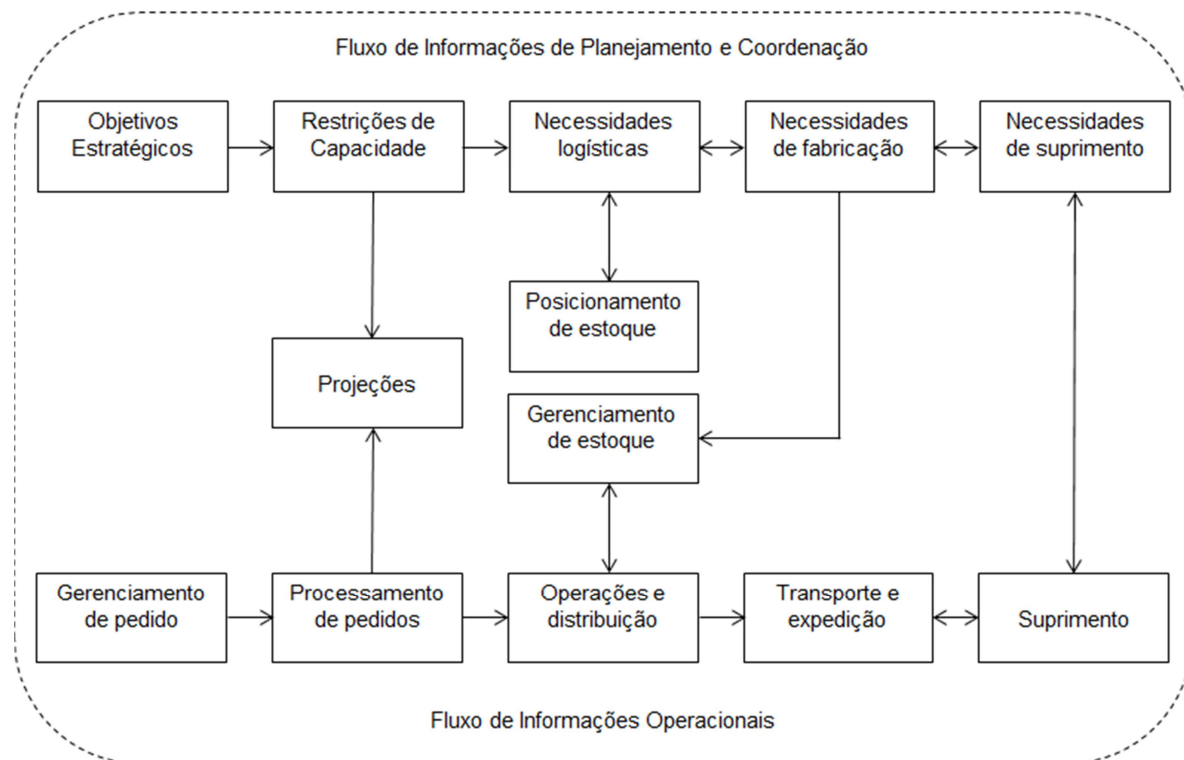 Fluxo de Informações de Planejamento e Coordenação
Objetivos
Estratégicos
Restrições de
Capacidade
Necessidades
logísticas
Necessidades
de fabricação
Necessidades
de suprimento
Posicionamento
de estoque
Projeções
Gerenciamento
de estoque
Gerenciamento
de pedido
Processamento
de pedidos
Operações e
distribuição
Transporte e
expedição
Suprimento
Fluxo de Informações Operacionais